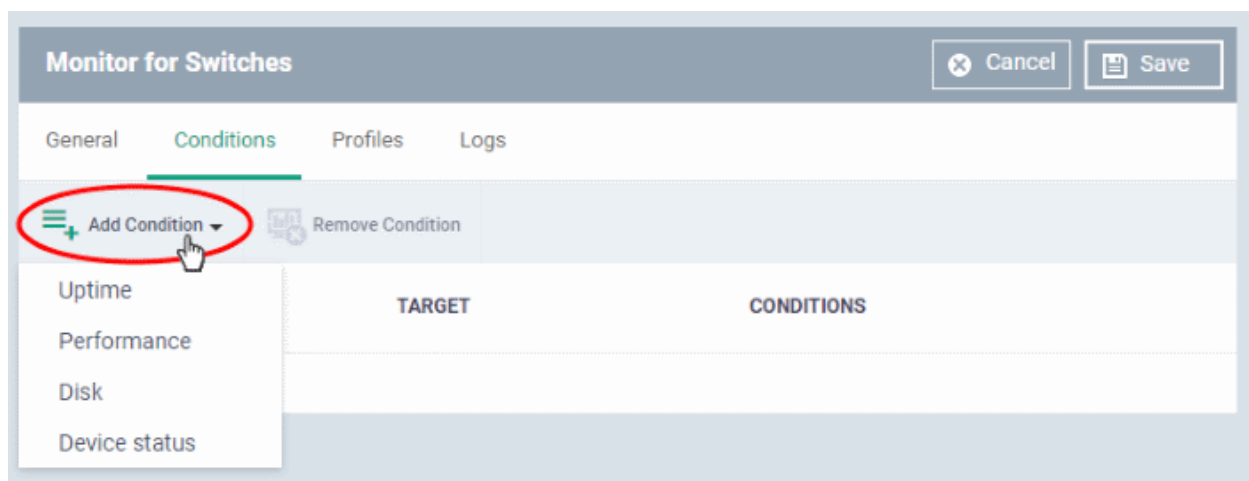 Monitor for Switches
Cancel
Save
General Conditions Profiles Logs
Add Condition Remove Condition
Uptime
TARGET CONDITIONS
Performance
Disk
Device status